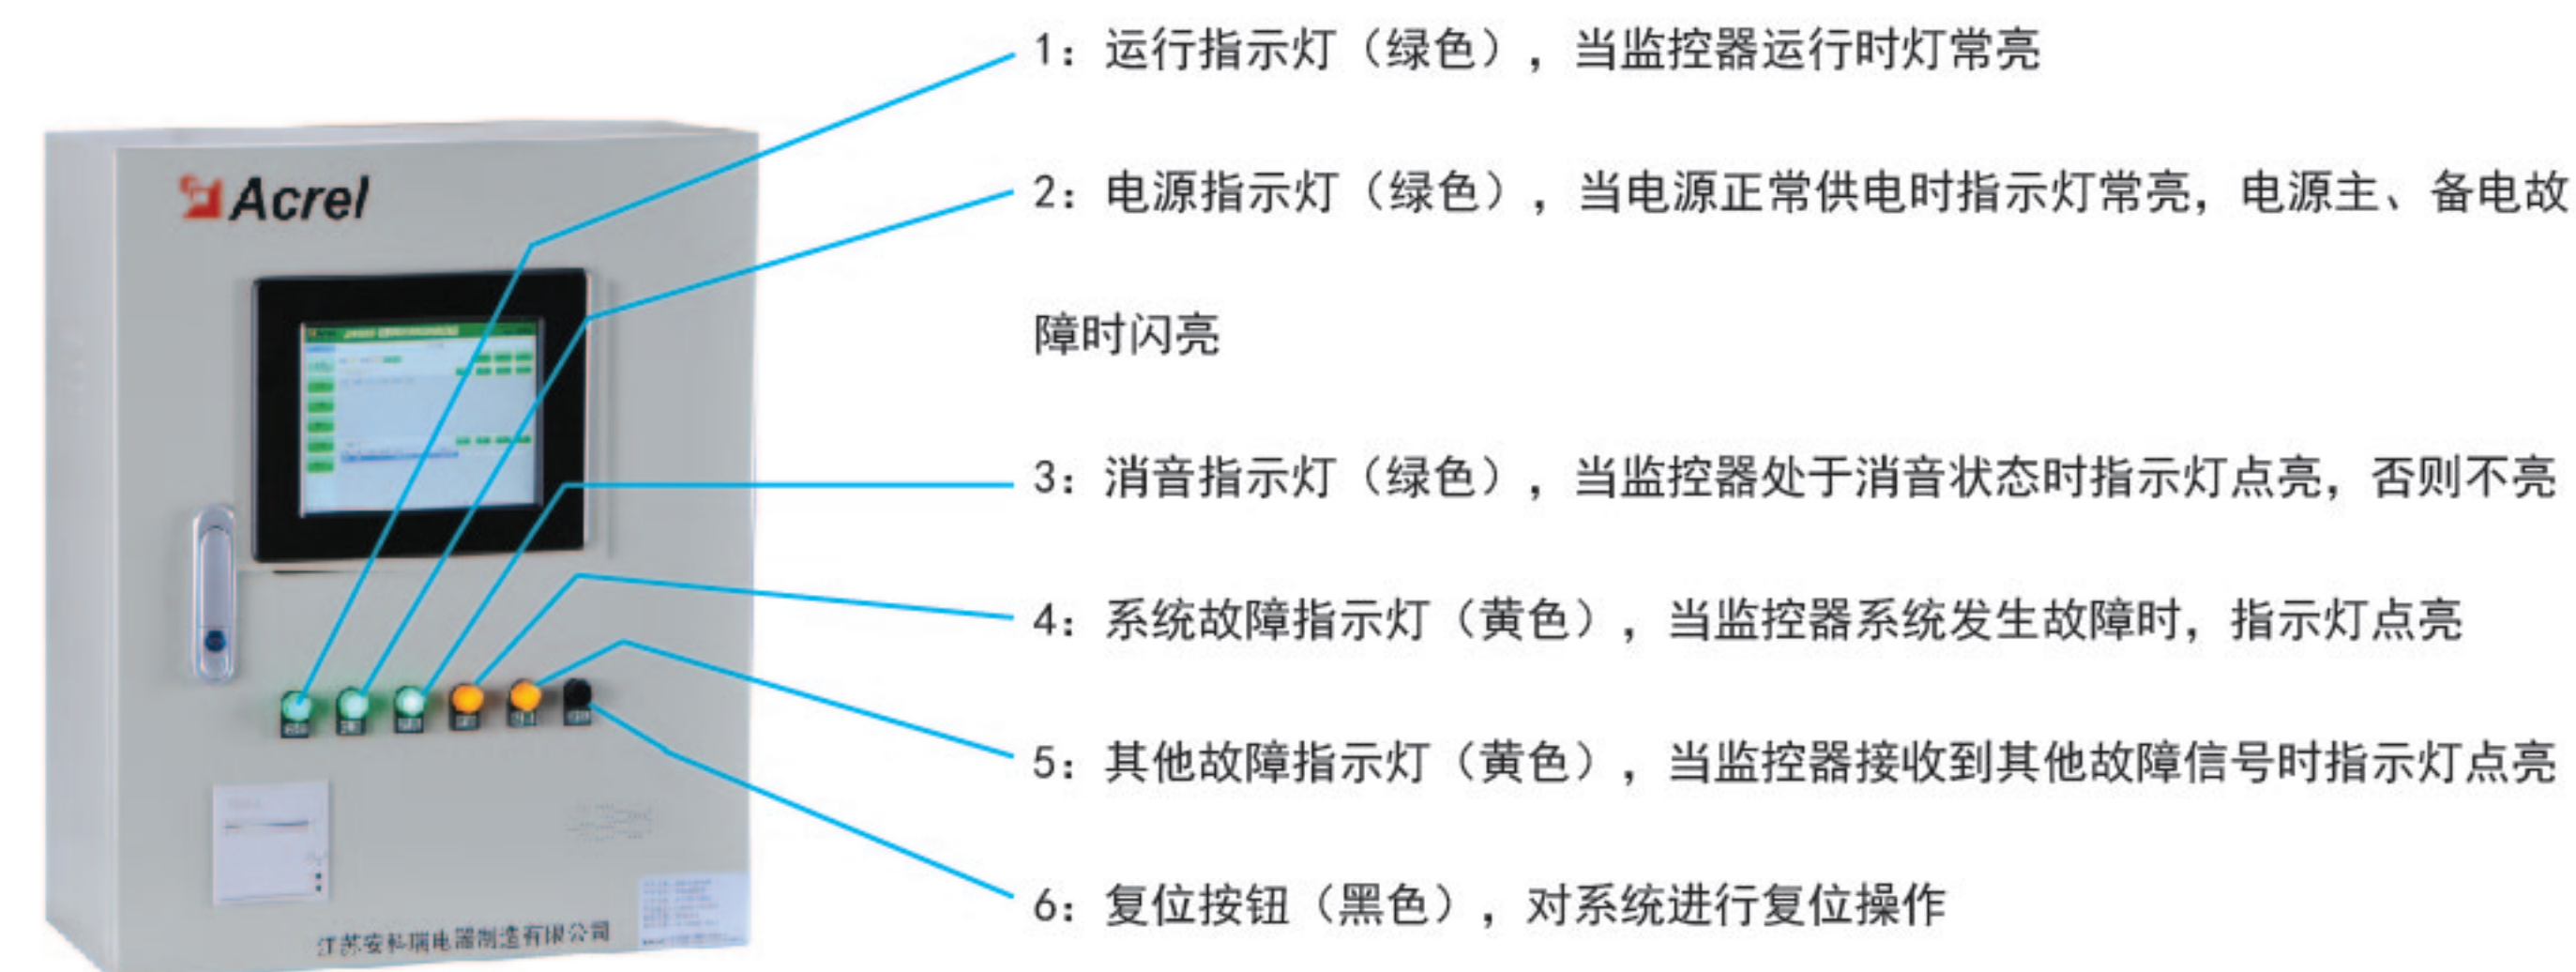 Acrel
江苏安科瑞电器制造有限公司
1: 运行指示灯（绿色），当监控器运行时灯常亮
2: 电源指示灯（绿色），当电源正常供电时指示灯常亮，电源主、备电故
障时闪亮
3: 消音指示灯（绿色），当监控器处于消音状态时指示灯点亮，否则不亮
4: 系统故障指示灯（黄色），当监控器系统发生故障时，指示灯点亮
5: 其他故障指示灯（黄色），当监控器接收到其他故障信号时指示灯点亮
6: 复位按钮（黑色），对系统进行复位操作